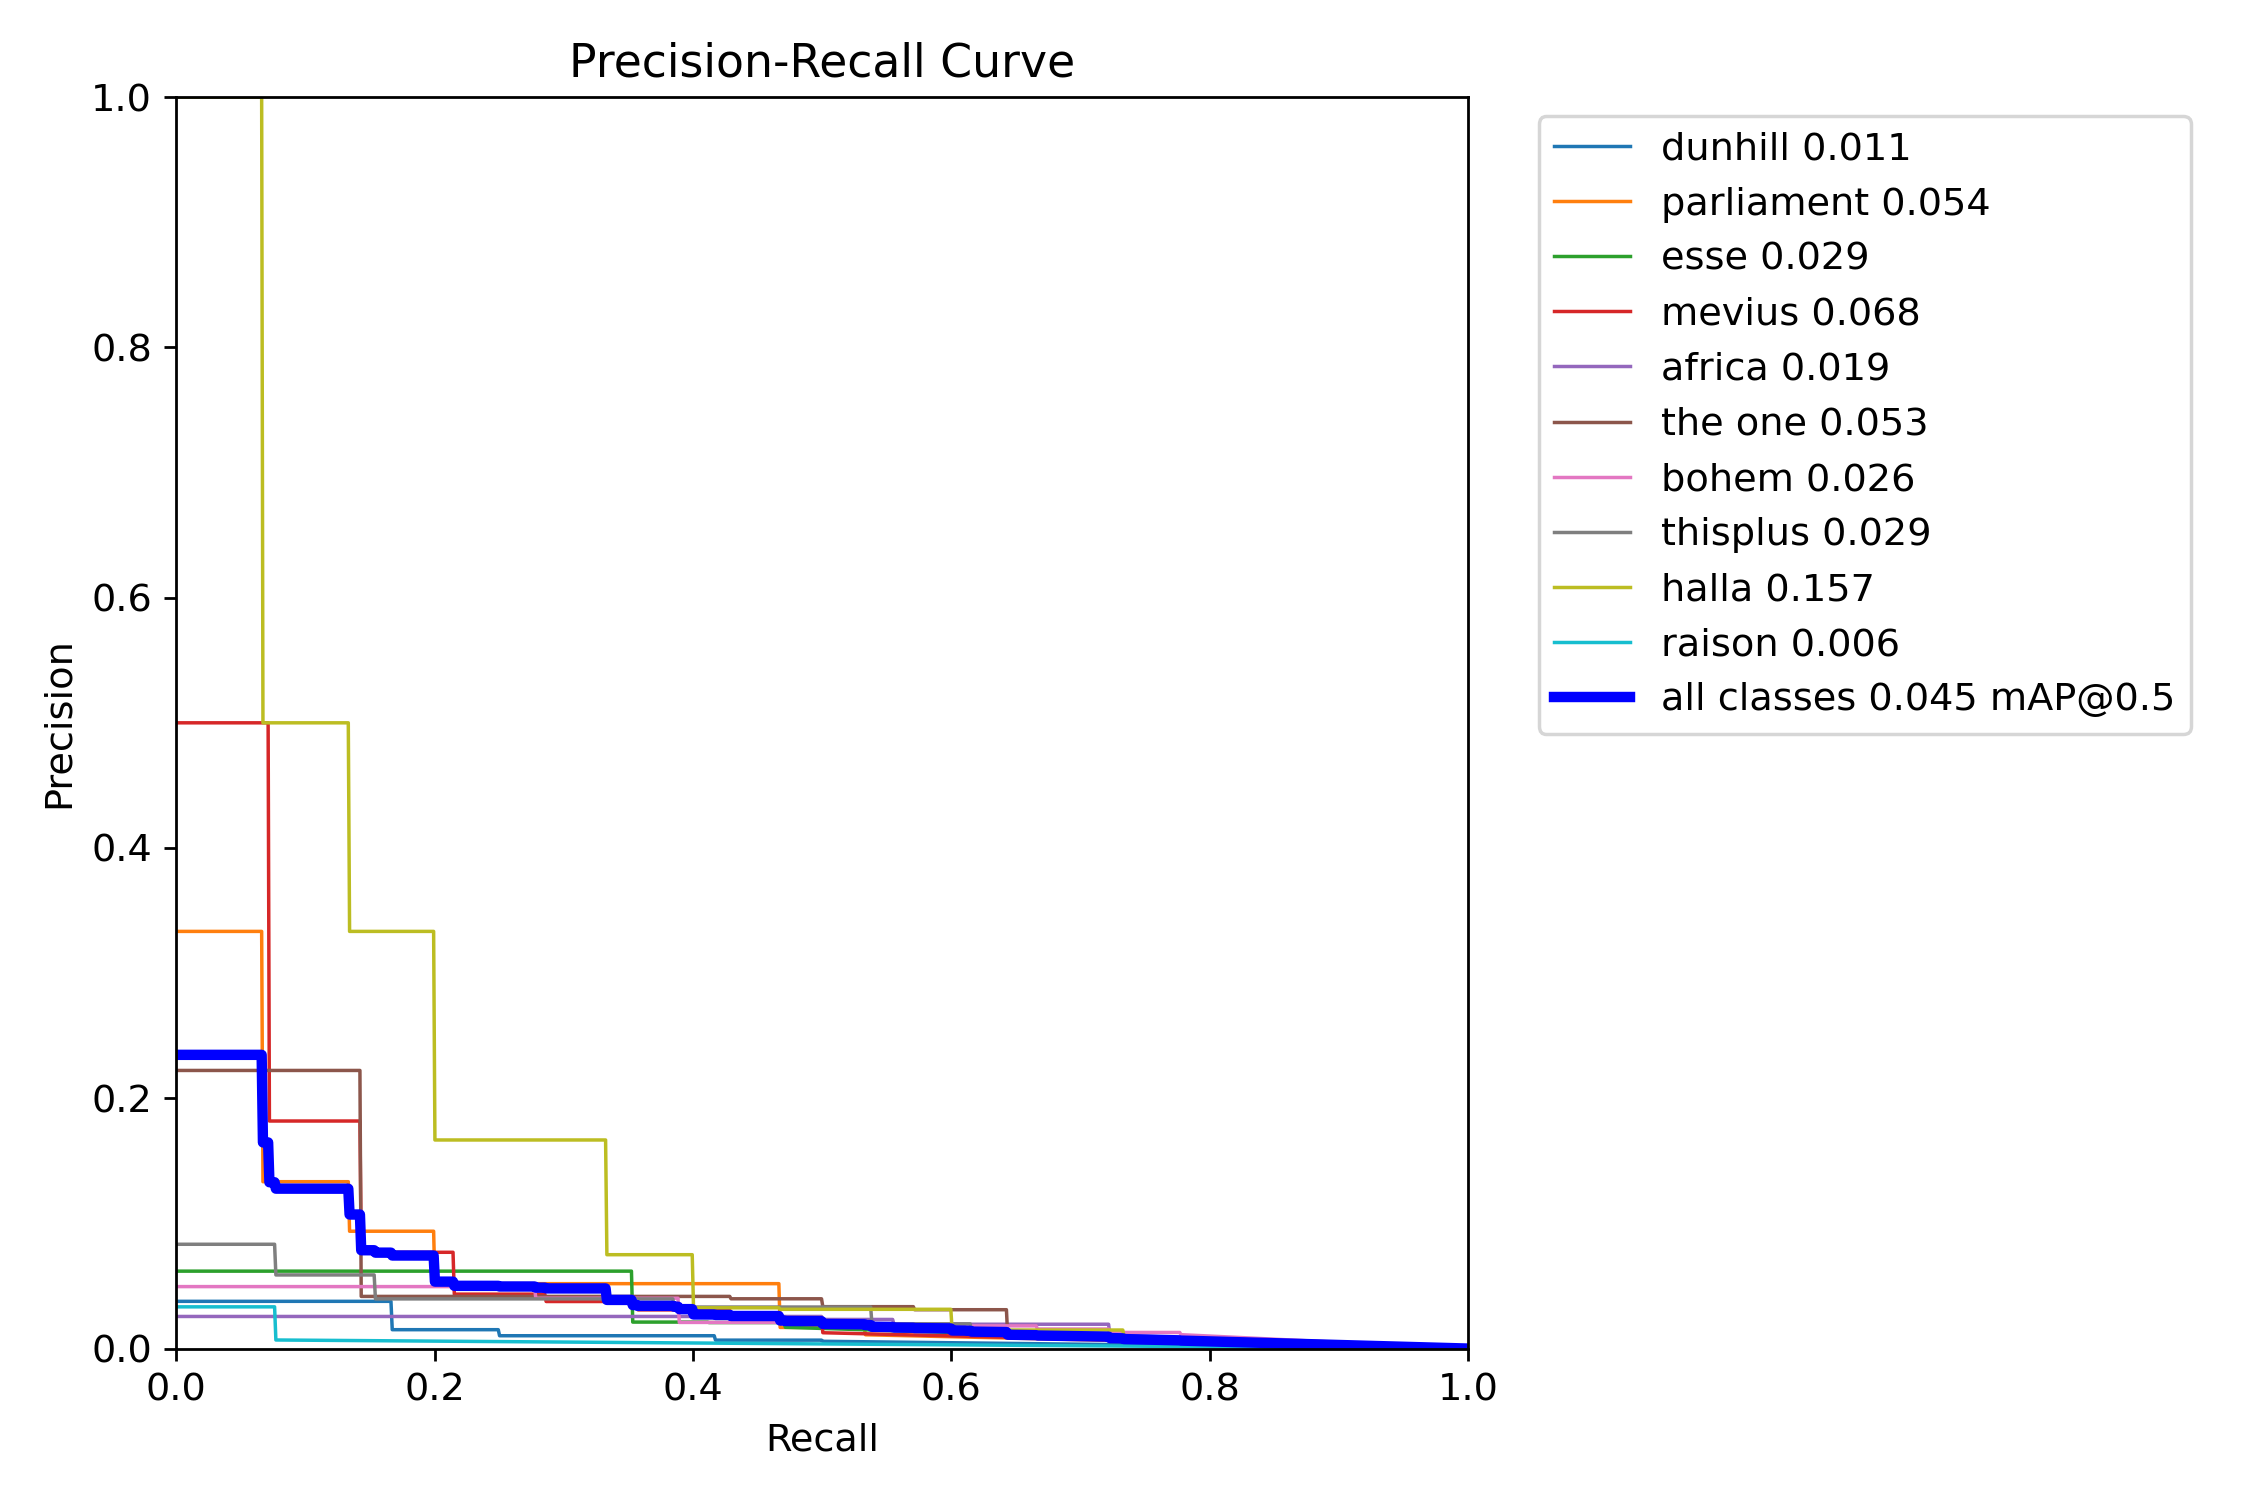 Precision-Recall Curve
1.0
0.8
0.6
0.4
0.2
0.0
Precision
0.0 0.2 0.4 0.6 0.8 1.0
Recall
dunhill 0.011
parliament 0.054
esse 0.029
mevius 0.068
africa 0.019
the one 0.053
bohem 0.026
thisplus 0.029
halla 0.157
raison 0.006
all classes 0.045 mAP@0.5